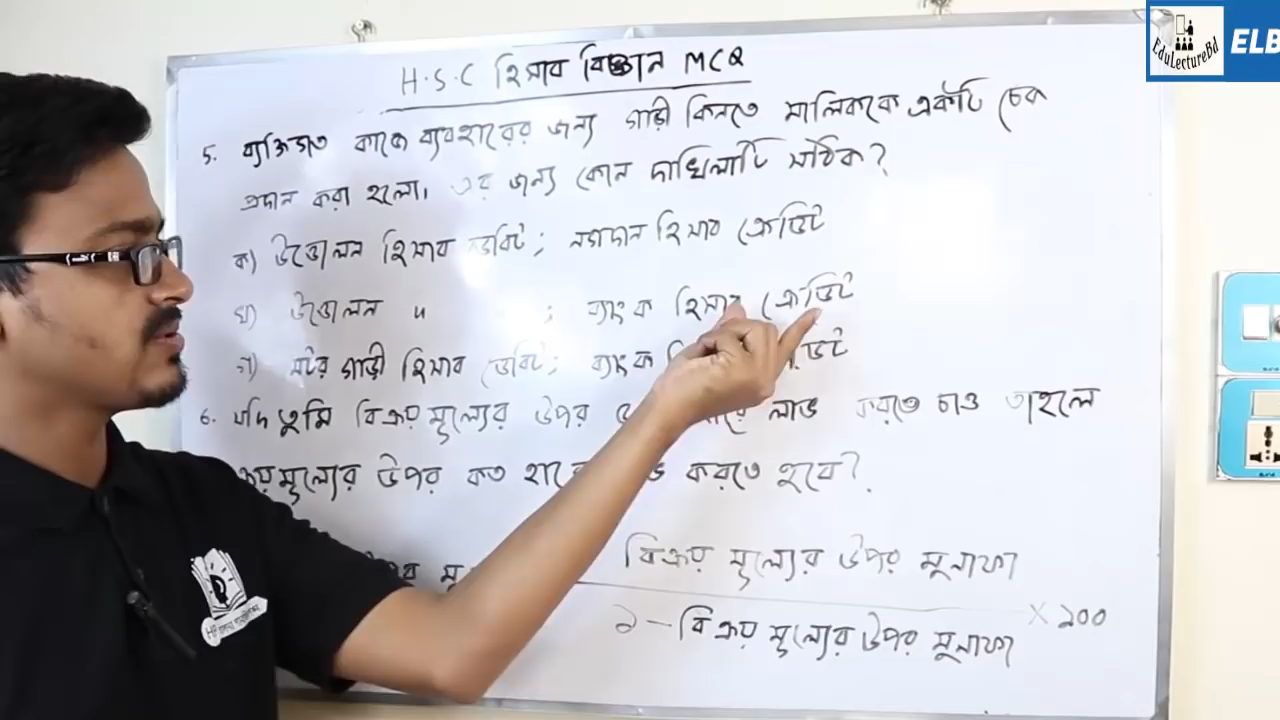 H.S.C হিসাব বিজ্ঞান MCQ
5. ব্যক্তিগত কাজে ব্যবহারের জন্য গাড়ী কিনতে মালিককে একটি চেক
প্রদান করা হলো। এর জন্য কোন দাখিলাটি সঠিক?
ক) উত্তোলন হিসাব ডেবিট; নগদান হিসাব ক্রেডিট
খ) উত্তোলন " ; ব্যাংক হিসাব ক্রেডিট
গ) মটর গাড়ী হিসাব ডেবিট; ব্যাংক
6. যদি তুমি বিক্রয় মূল্যের উপর লাভ করতে চাও তাহলে
ক্রয়মূল্যের উপর কত হারে করতে হবে?
বিক্রয় মূল্যের উপর মুনাফা
১ - বিক্রয় মূল্যের উপর মুনাফা × ১০০
EduLectureBd
ELB